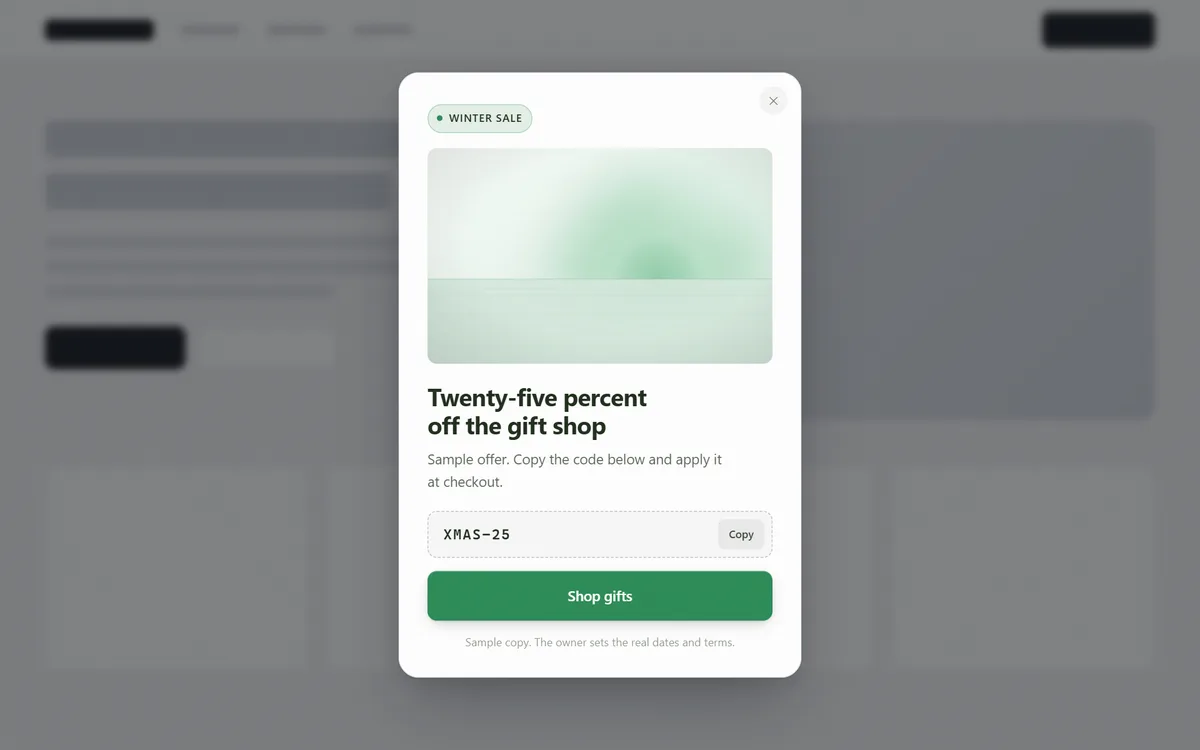 WINTER SALE
Twenty-five percent
off the gift shop
Sample offer. Copy the code below and apply it
at checkout.
XMAS-25
Copy
Shop gifts
Sample copy. The owner sets the real dates and terms.